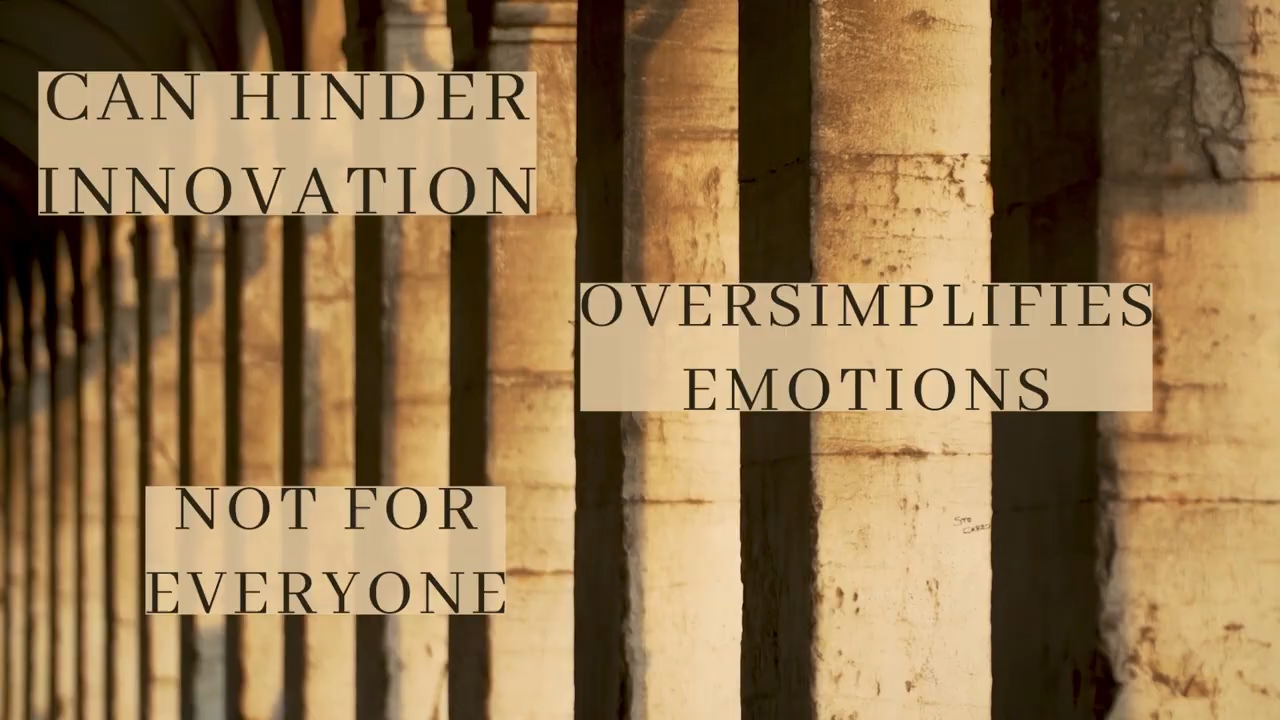 CAN HINDER
INNOVATION
OVERSIMPLIFIES
EMOTIONS
NOT FOR
EVERYONE